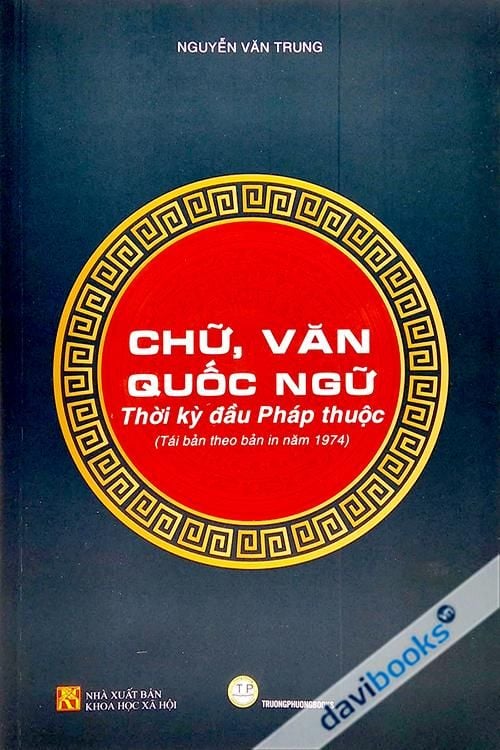 NGUYỄN VĂN TRUNG
CHỮ, VĂN
QUỐC NGỮ
Thời kỳ đầu Pháp thuộc
(Tái bản theo bản in năm 1974)
NHÀ XUẤT BẢN
KHOA HỌC XÃ HỘI
TP
TRUONGPHUONGBOOKS
davibooks.vn